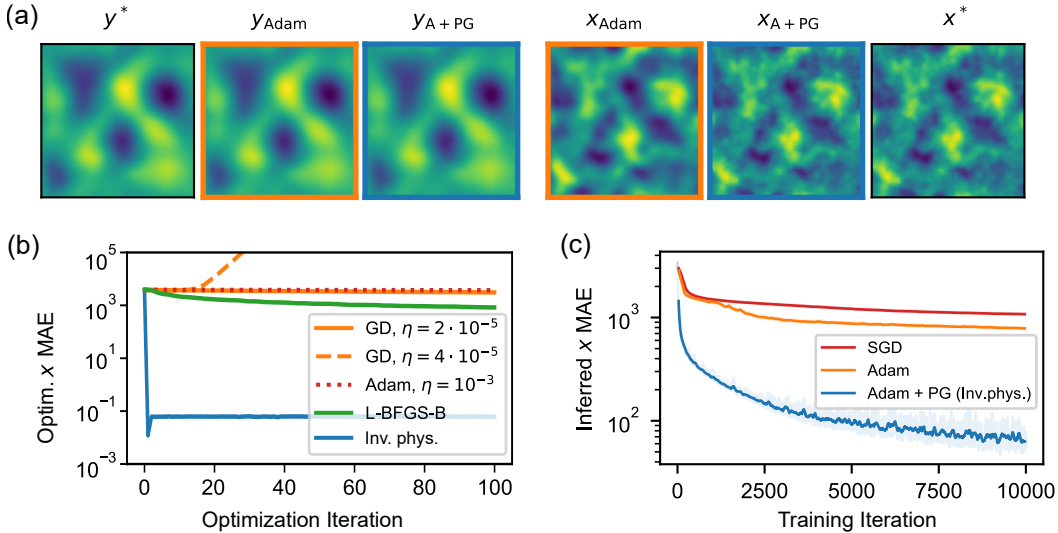 (a)
y* y_Adam y_A + PG x_Adam x_A + PG x*
(b)
Optim. x MAE
10^5
10^3
10^1
10^-1
10^-3
0 20 40 60 80 100
Optimization Iteration
GD, η = 2 · 10^-5
GD, η = 4 · 10^-5
Adam, η = 10^-3
L-BFGS-B
Inv. phys.
(c)
Inferred x MAE
10^3
10^2
0 2500 5000 7500 10000
Training Iteration
SGD
Adam
Adam + PG (Inv.phys.)